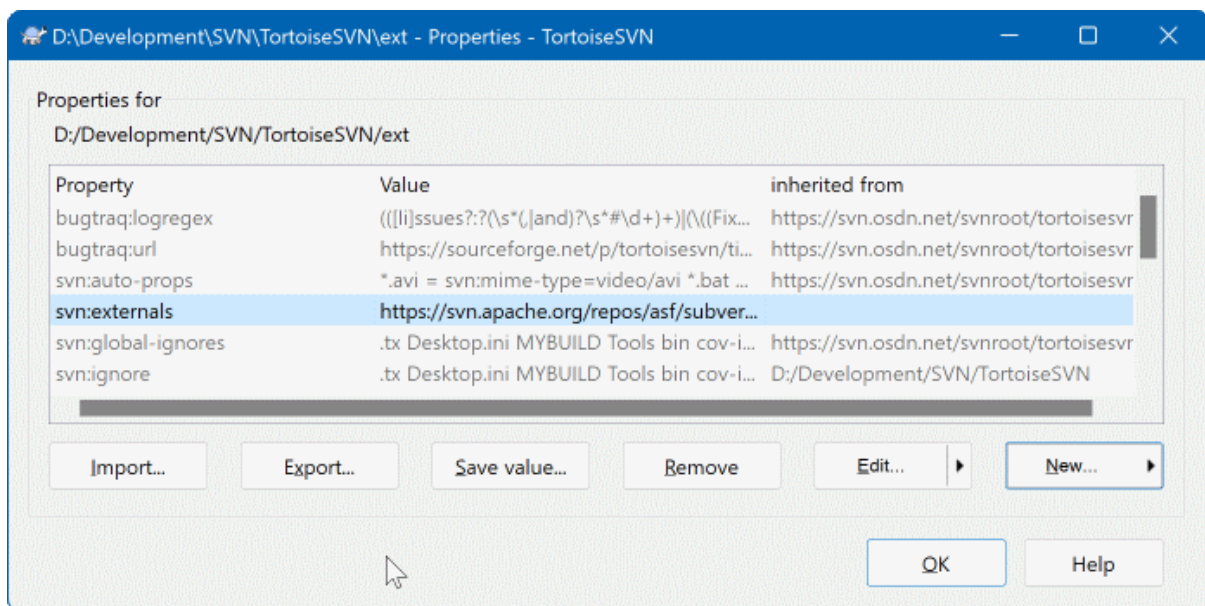 D:\Development\SVN\TortoiseSVN\ext - Properties - TortoiseSVN
Properties for
D:/Development/SVN/TortoiseSVN/ext
Property Value inherited from
bugtraq:logregex (([Ii]ssues?:?(\s*(,|and)?\s*#\d+)+)|(\((Fix... https://svn.osdn.net/svnroot/tortoisesvr
bugtraq:url https://sourceforge.net/p/tortoisesvn/ti... https://svn.osdn.net/svnroot/tortoisesvr
svn:auto-props *.avi = svn:mime-type=video/avi *.bat ... https://svn.osdn.net/svnroot/tortoisesvr
svn:externals https://svn.apache.org/repos/asf/subver...
svn:global-ignores .tx Desktop.ini MYBUILD Tools bin cov-i... https://svn.osdn.net/svnroot/tortoisesvr
svn:ignore .tx Desktop.ini MYBUILD Tools bin cov-i... D:/Development/SVN/TortoiseSVN
Import... Export... Save value... Remove Edit... New...
OK Help